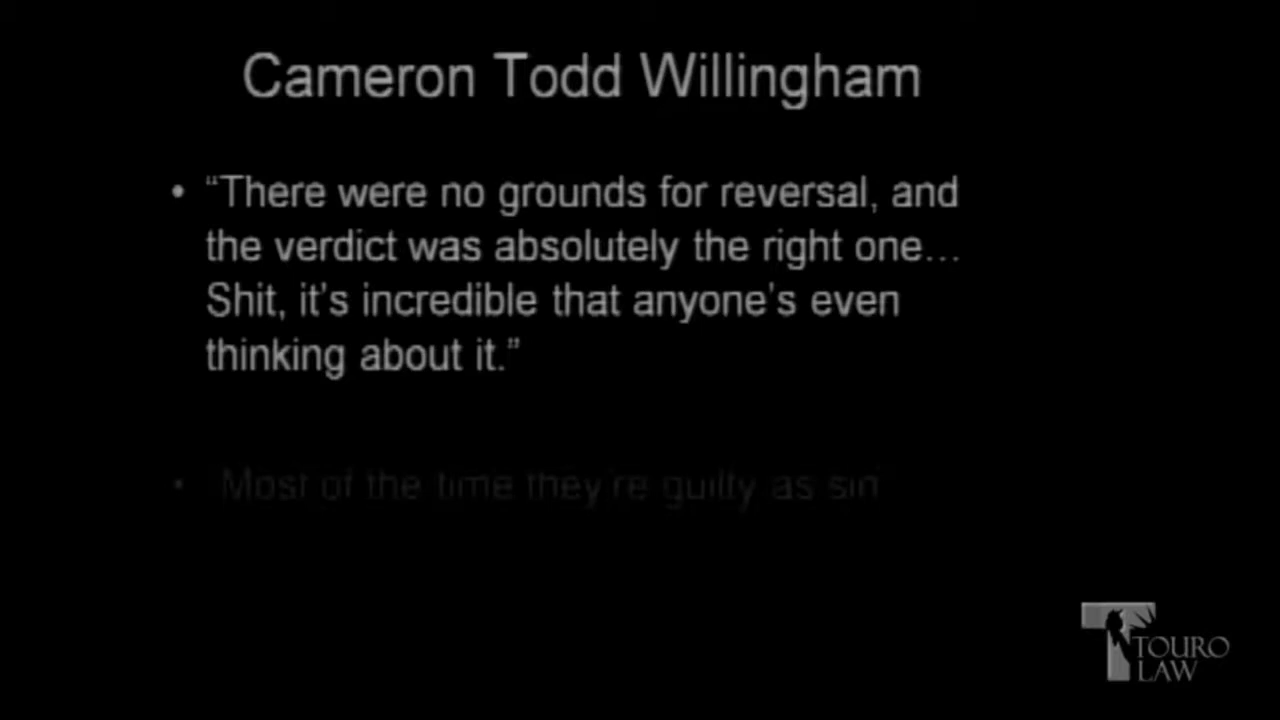 Cameron Todd Willingham
• “There were no grounds for reversal, and
the verdict was absolutely the right one…
Shit, it’s incredible that anyone’s even
thinking about it.”
• Most of the time they're guilty as sin
TOURO
LAW